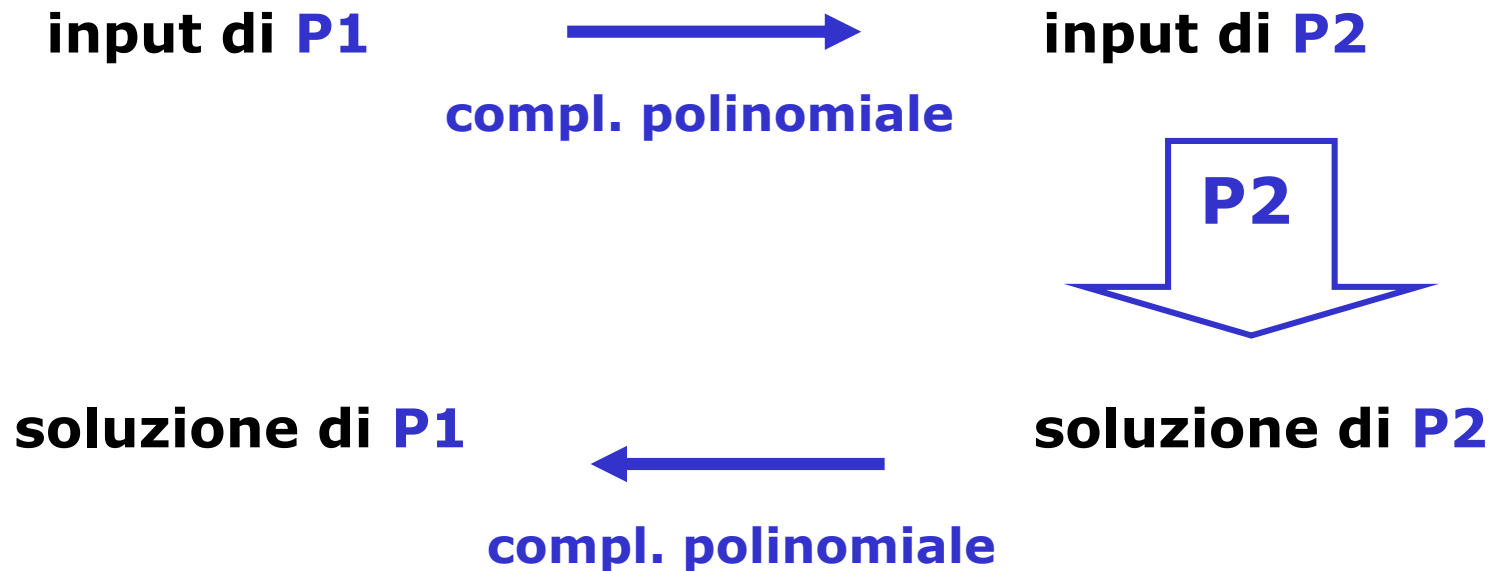 input di P1
input di P2
compl. polinomiale
P2
soluzione di P1
soluzione di P2
compl. polinomiale